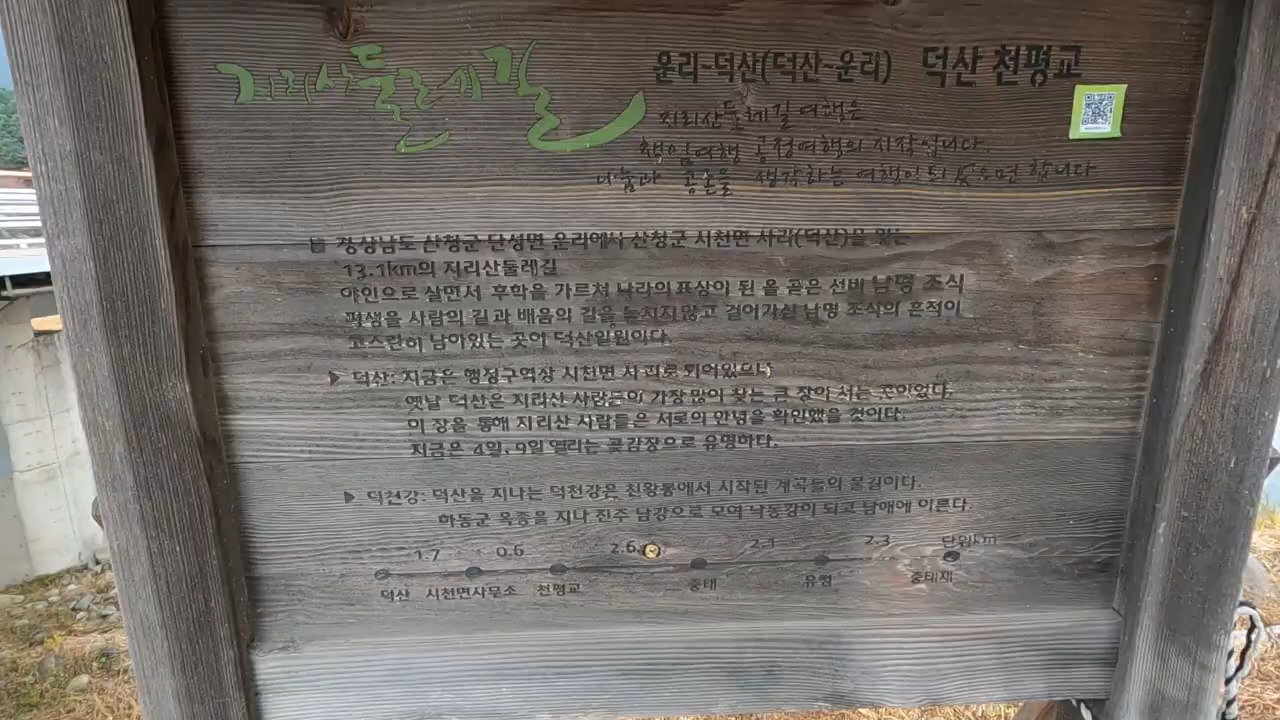 지리산둘레길
운리~덕산(덕산~운리) 덕산 천평교
지리산둘레길 여행은
책임여행 공정여행의 시작입니다.
나눔과 공존을 생각하는 여행이 되었으면 합니다
경상남도 산청군 단성면 운리에서 산청군 시천면 사리(덕산)을 잇는
13.1km의 지리산둘레길
야인으로 살면서 후학을 가르쳐 나라의 표상이 된 올 곧은 선비 남명 조식
평생을 사람의 길과 배움의 길을 놓치지않고 걸어가신 남명 조식의 흔적이
고스란히 남아있는 곳이 덕산일원이다.
▶ 덕산: 지금은 행정구역상 시천면 사리로 되어있으나
옛날 덕산은 지리산 사람들이 가장 많이 찾는 큰 장이 서는 곳이었다.
이 장을 통해 지리산 사람들은 서로의 안녕을 확인했을 것이다.
지금은 4일, 9일 열리는 곶감장으로 유명하다.
▶ 덕천강: 덕산을 지나는 덕천강은 천왕봉에서 시작된 계곡들의 물길이다.
하동군 옥종을 지나 진주 남강으로 모여 낙동강이 되고 남해에 이른다.
1.7 0.6 2.6 2.3 단위km
덕산 시천면사무소 천평교 중태 유점 중태재